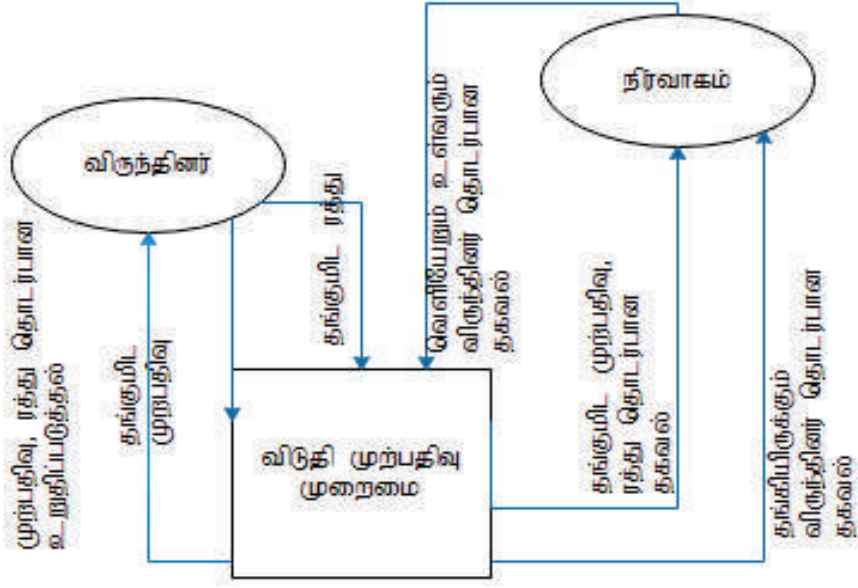 நிர்வாகம்
விருந்தினர்
முற்பதிவு, ரத்து தொடர்பான
உறுதிப்படுத்தல்
தங்குமிட
முற்பதிவு
தங்குமிட ரத்து
வெளியேறும் உள்வரும்
விருந்தினர் தொடர்பான
தகவல்
தங்குமிட முற்பதிவு,
ரத்து தொடர்பான
தகவல்
தங்கியிருக்கும்
விருந்தினர் தொடர்பான
தகவல்
விடுதி முற்பதிவு
முறைமை